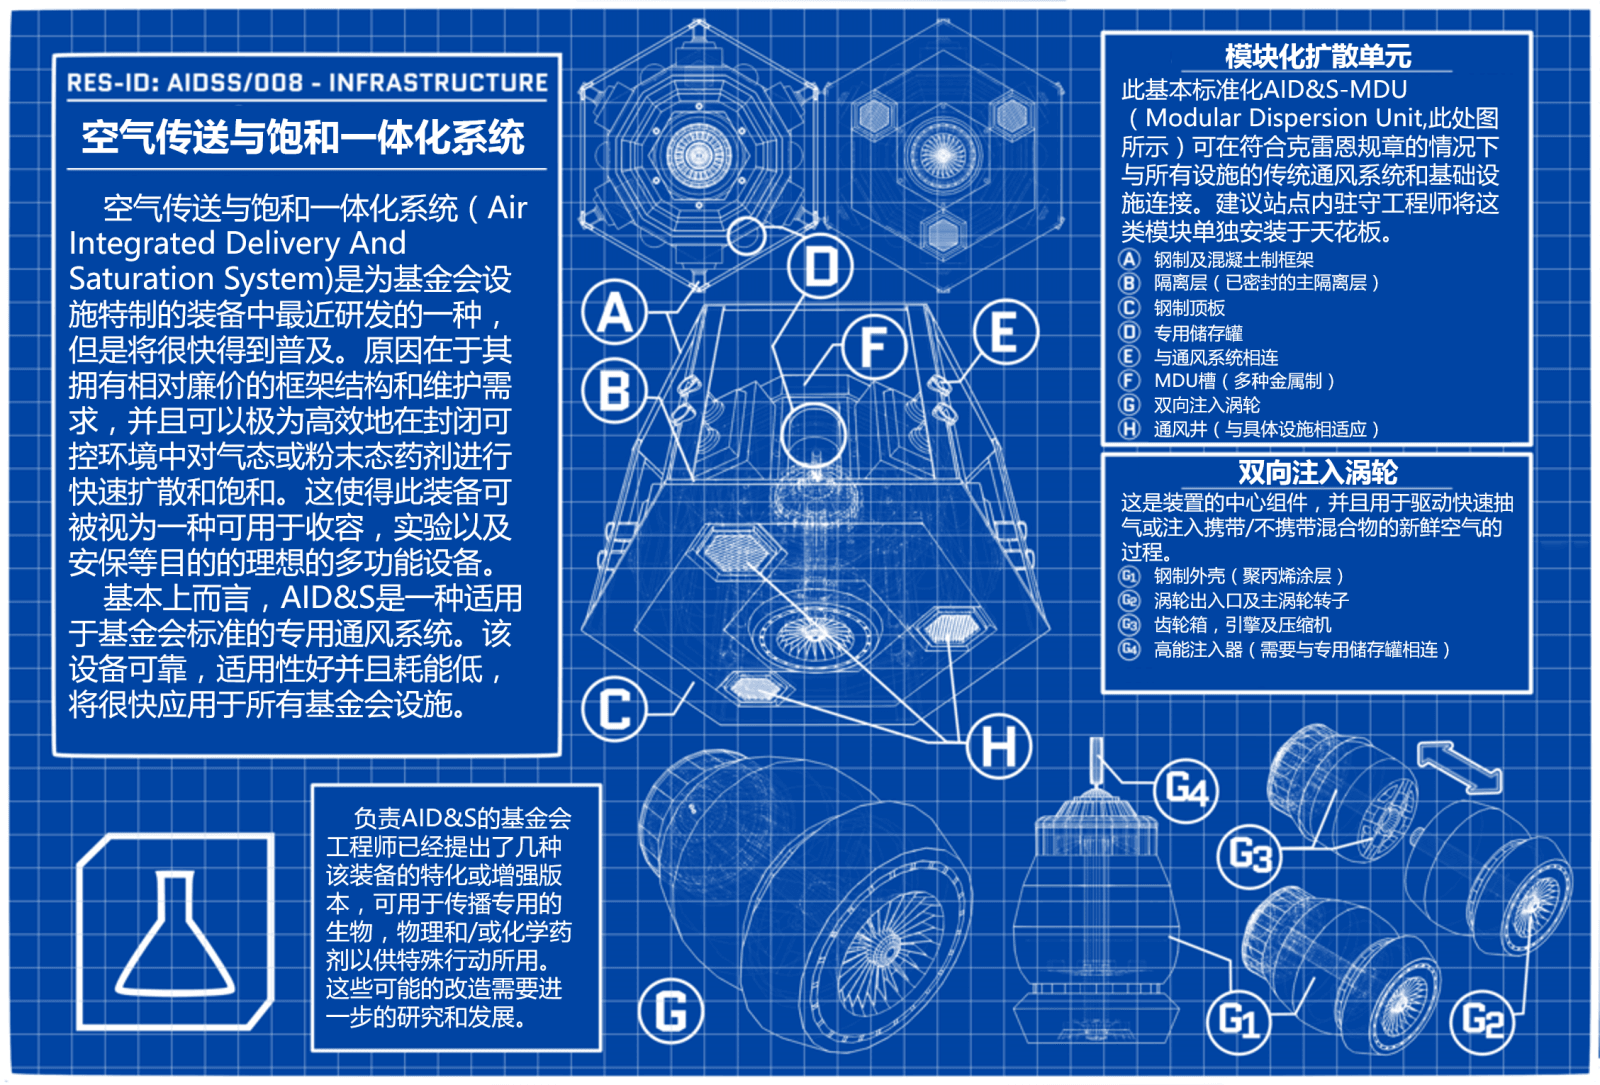 RES-ID: AIDSS/008 - INFRASTRUCTURE
空气传送与饱和一体化系统
空气传送与饱和一体化系统（Air
Integrated Delivery And
Saturation System)是为基金会设
施特制的装备中最近研发的一种，
但是将很快得到普及。原因在于其
拥有相对廉价的框架结构和维护需
求，并且可以极为高效地在封闭可
控环境中对气态或粉末态药剂进行
快速扩散和饱和。这使得此装备可
被视为一种可用于收容，实验以及
安保等目的的理想的多功能设备。
基本上而言，AID&S是一种适用
于基金会标准的专用通风系统。该
设备可靠，适用性好并且耗能低，
将很快应用于所有基金会设施。
负责AID&S的基金会
工程师已经提出了几种
该装备的特化或增强版
本，可用于传播专用的
生物，物理和/或化学药
剂以供特殊行动所用。
这些可能的改造需要进
一步的研究和发展。
A
B
C
D
E
F
H
G
G4
G3
G1
G2
模块化扩散单元
此基本标准化AID&S-MDU
（Modular Dispersion Unit,此处图
所示）可在符合克雷恩规章的情况下
与所有设施的传统通风系统和基础设
施连接。建议站点内驻守工程师将这
类模块单独安装于天花板。
A 钢制及混凝土制框架
B 隔离层（已密封的主隔离层）
C 钢制顶板
D 专用储存罐
E 与通风系统相连
F MDU槽（多种金属制）
G 双向注入涡轮
H 通风井（与具体设施相适应）
双向注入涡轮
这是装置的中心组件，并且用于驱动快速抽
气或注入携带/不携带混合物的新鲜空气的
过程。
G1 钢制外壳（聚丙烯涂层）
G2 涡轮出入口及主涡轮转子
G3 齿轮箱，引擎及压缩机
G4 高能注入器（需要与专用储存罐相连）